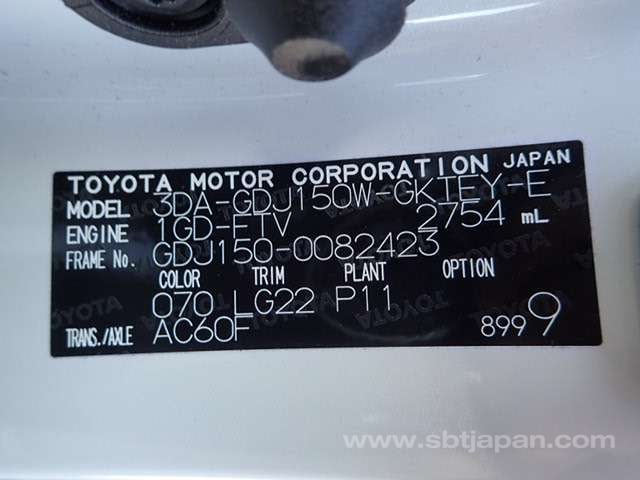 TOYOTA MOTOR CORPORATION JAPAN
MODEL 3DA-GDJ150W-GKTEY-E
ENGINE 1GD-FTV 2754 mL
FRAME No. GDJ150-0082423
COLOR TRIM PLANT OPTION
070 LG22 P11
TRANS./AXLE AC60F 899 9
www.sbtjapan.com